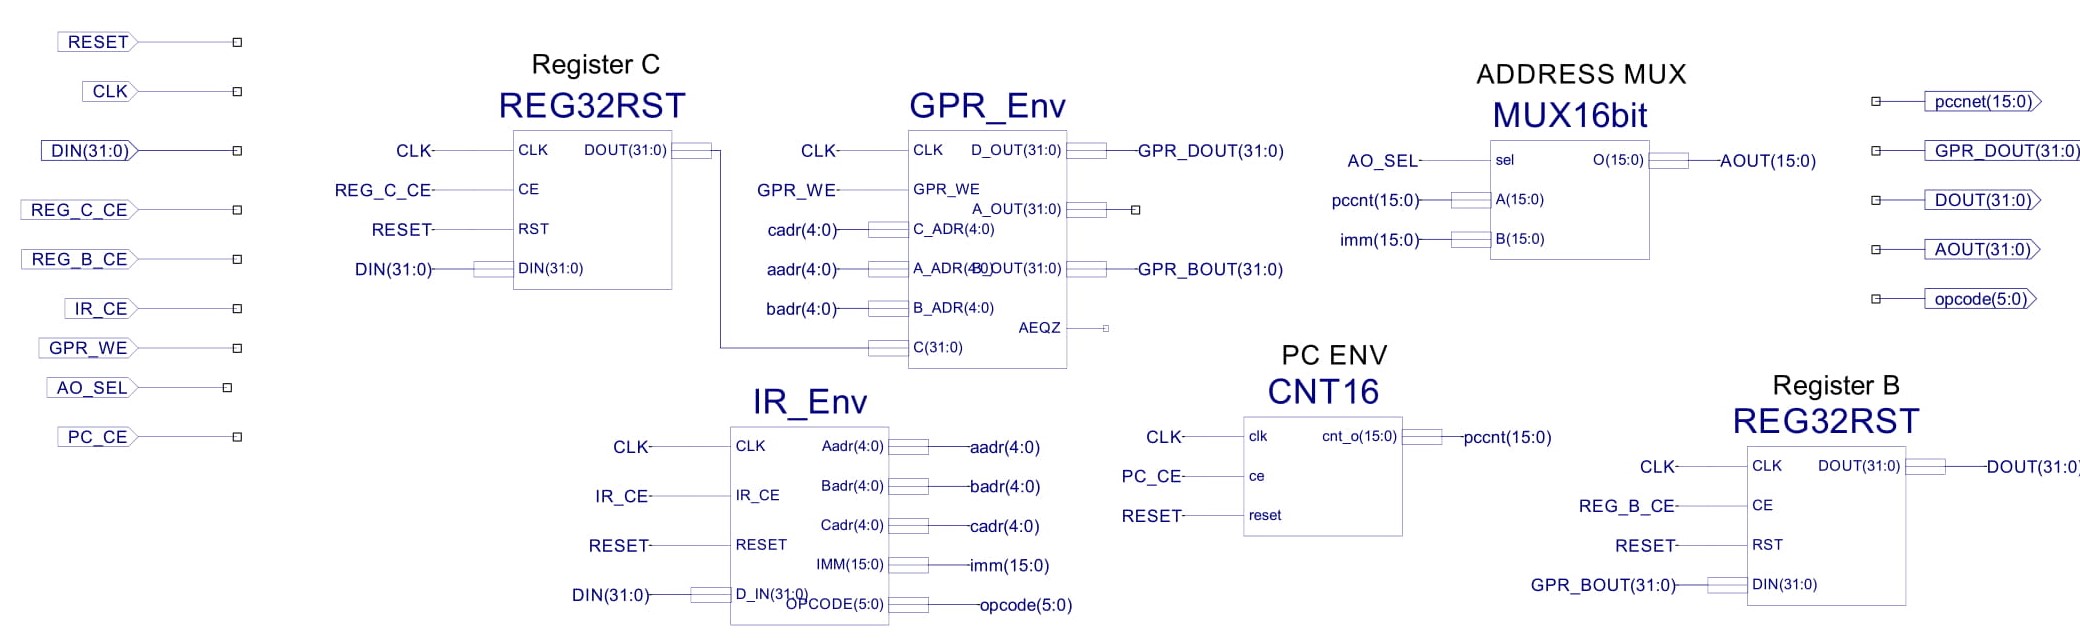 RESET
CLK
DIN(31:0)
REG_C_CE
REG_B_CE
IR_CE
GPR_WE
AO_SEL
PC_CE
Register C
REG32RST
CLK
REG_C_CE
RESET
DIN(31:0)
CLK
CE
RST
DIN(31:0)
DOUT(31:0)
GPR_Env
CLK
GPR_WE
cadr(4:0)
aadr(4:0)
badr(4:0)
CLK
GPR_WE
C_ADR(4:0)
A_ADR(4:0)
B_ADR(4:0)
C(31:0)
D_OUT(31:0)
A_OUT(31:0)
B_OUT(31:0)
AEQZ
GPR_DOUT(31:0)
GPR_BOUT(31:0)
ADDRESS MUX
MUX16bit
AO_SEL
pccnt(15:0)
imm(15:0)
sel
A(15:0)
B(15:0)
O(15:0)
AOUT(15:0)
pccnet(15:0)
GPR_DOUT(31:0)
DOUT(31:0)
AOUT(31:0)
opcode(5:0)
IR_Env
CLK
IR_CE
RESET
DIN(31:0)
CLK
IR_CE
RESET
D_IN(31:0)
Aadr(4:0)
Badr(4:0)
Cadr(4:0)
IMM(15:0)
OPCODE(5:0)
aadr(4:0)
badr(4:0)
cadr(4:0)
imm(15:0)
opcode(5:0)
PC ENV
CNT16
CLK
PC_CE
RESET
clk
ce
reset
cnt_o(15:0)
pccnt(15:0)
Register B
REG32RST
CLK
REG_B_CE
RESET
GPR_BOUT(31:0)
CLK
CE
RST
DIN(31:0)
DOUT(31:0)
DOUT(31:0)